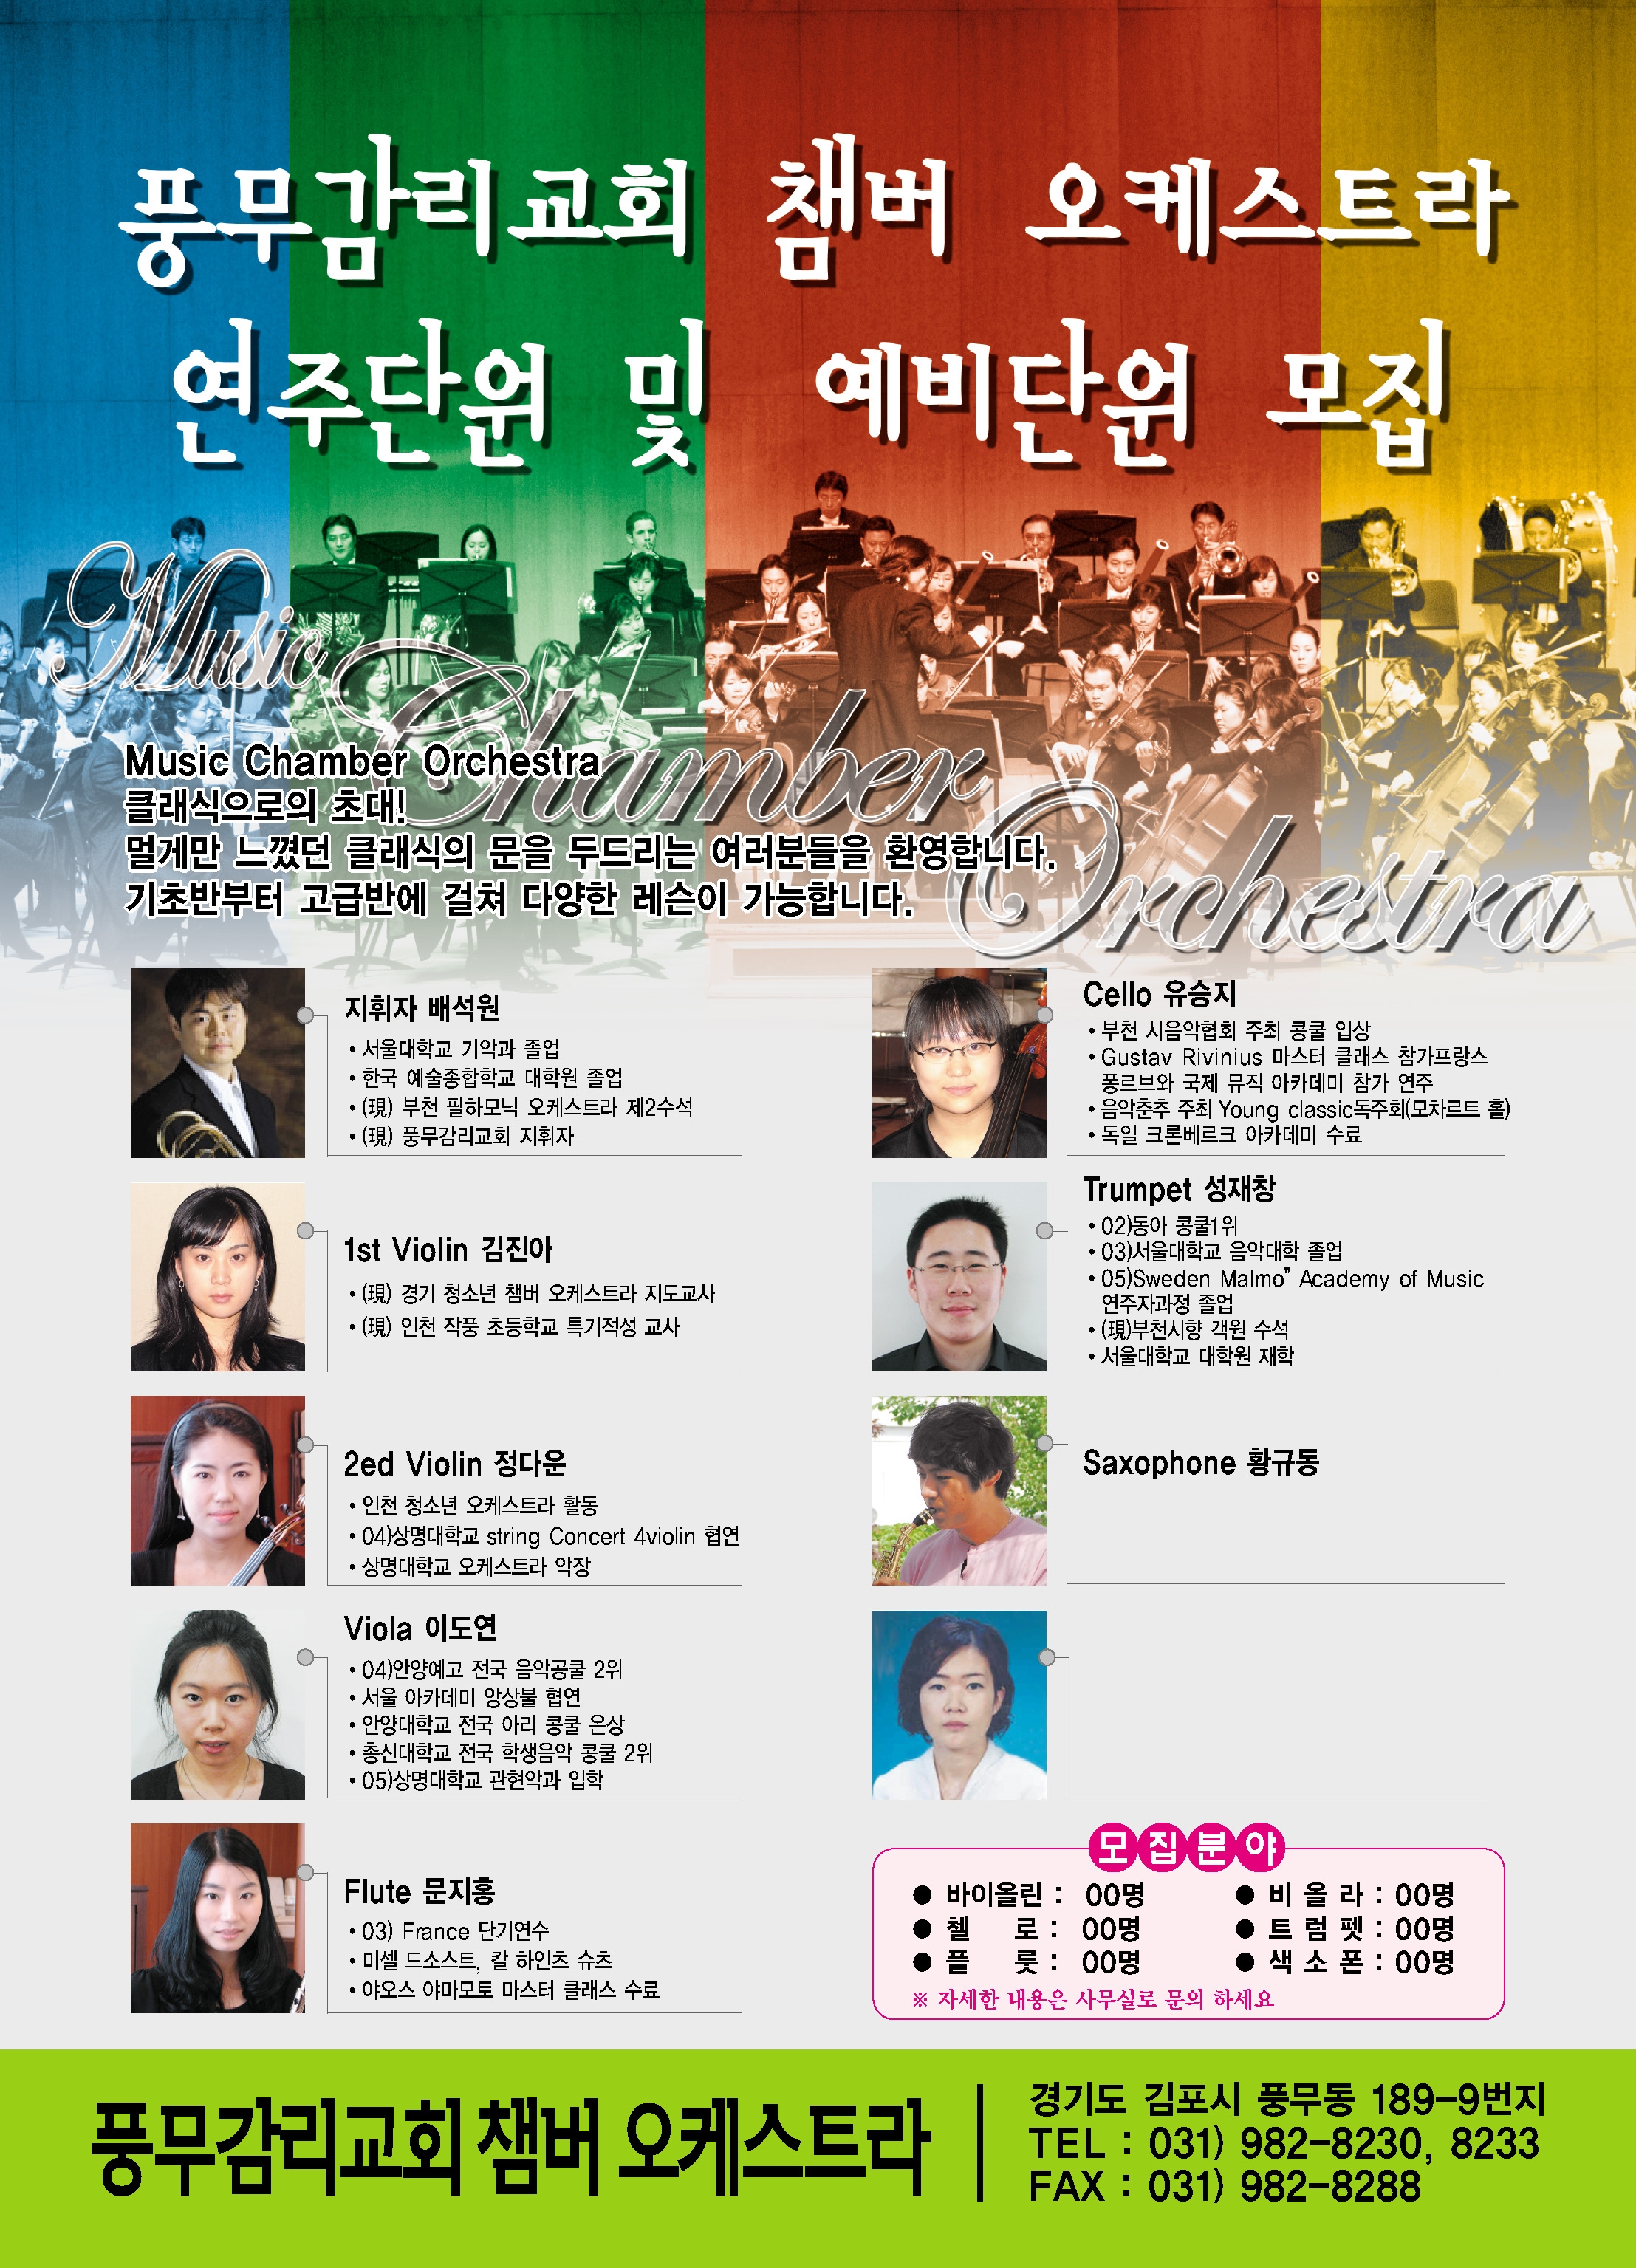 풍무감리교회 챔버 오케스트라
연주단원 및 예비단원 모집
Music
Chamber
Orchestra
Music Chamber Orchestra
클래식으로의 초대!
멀게만 느꼈던 클래식의 문을 두드리는 여러분들을 환영합니다.
기초반부터 고급반에 걸쳐 다양한 레슨이 가능합니다.
지휘자 배석원
• 서울대학교 기악과 졸업
• 한국 예술종합학교 대학원 졸업
• (現) 부천 필하모닉 오케스트라 제2수석
• (現) 풍무감리교회 지휘자
1st Violin 김진아
• (現) 경기 청소년 챔버 오케스트라 지도교사
• (現) 인천 작풍 초등학교 특기적성 교사
2ed Violin 정다운
• 인천 청소년 오케스트라 활동
• 04)상명대학교 string Concert 4violin 협연
• 상명대학교 오케스트라 악장
Viola 이도연
• 04)안양예고 전국 음악공쿨 2위
• 서울 아카데미 앙상불 협연
• 안양대학교 전국 아리 콩쿨 은상
• 총신대학교 전국 학생음악 콩쿨 2위
• 05)상명대학교 관현악과 입학
Flute 문지홍
• 03) France 단기연수
• 미셀 드소스트, 칼 하인츠 슈츠
• 야오스 야마모토 마스터 클래스 수료
Cello 유승지
• 부천 시음악협회 주최 콩쿨 입상
• Gustav Rivinius 마스터 클래스 참가프랑스
퐁르브와 국제 뮤직 아카데미 참가 연주
• 음악춘추 주최 Young classic독주회(모차르트 홀)
• 독일 크론베르크 아카데미 수료
Trumpet 성재창
• 02)동아 콩쿨1위
• 03)서울대학교 음악대학 졸업
• 05)Sweden Malmo" Academy of Music
연주자과정 졸업
• (現)부천시향 객원 수석
• 서울대학교 대학원 재학
Saxophone 황규동
모집분야
● 바이올린 : 00명 ● 비 올 라 : 00명
● 첼 로 : 00명 ● 트 럼 펫 : 00명
● 플 룻 : 00명 ● 색 소 폰 : 00명
※ 자세한 내용은 사무실로 문의 하세요
풍무감리교회 챔버 오케스트라
경기도 김포시 풍무동 189-9번지
TEL : 031) 982-8230, 8233
FAX : 031) 982-8288